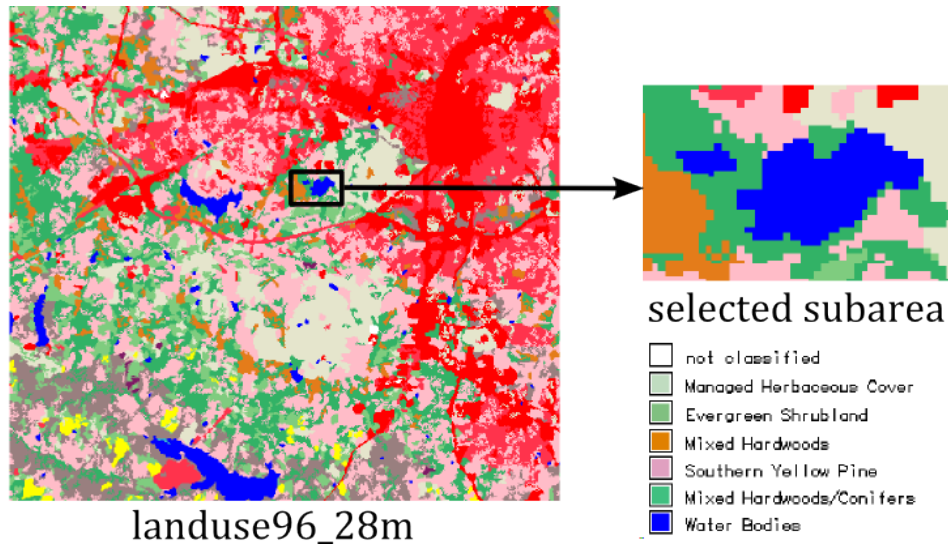 selected subarea
not classified
Managed Herbaceous Cover
Evergreen Shrubland
Mixed Hardwoods
Southern Yellow Pine
Mixed Hardwoods/Conifers
Water Bodies
landuse96_28m